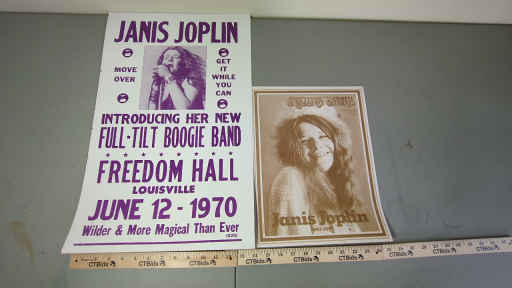 JANIS JOPLIN
MOVE
OVER
GET
IT
WHILE
YOU
CAN
INTRODUCING HER NEW
FULL-TILT BOOGIE BAND
FREEDOM HALL
LOUISVILLE
JUNE 12 - 1970
Wilder & More Magical Than Ever
Janis Joplin
CTBids
CTBids
CTBids
CTBids
CTBids
CTBids
CTBids
CTBids